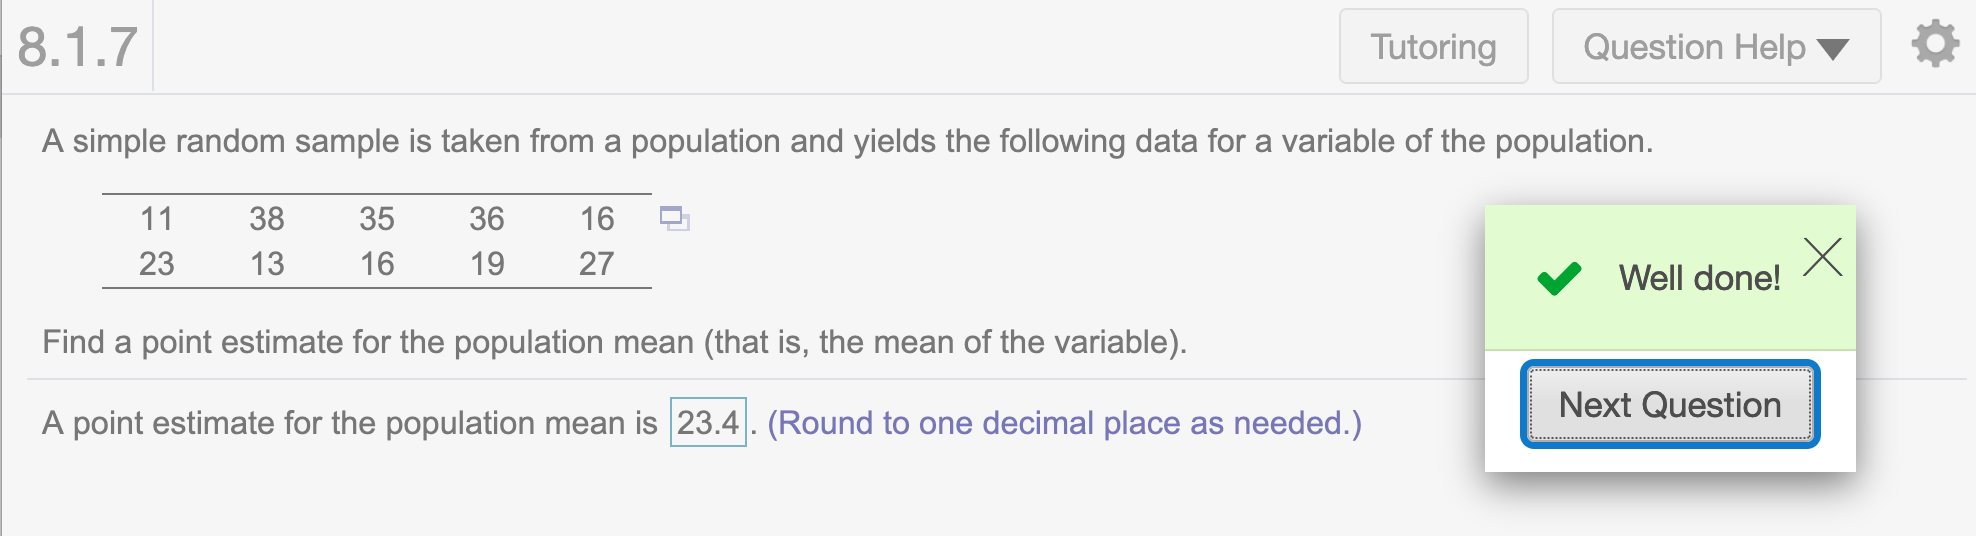 8.1.7
Tutoring
Question Help
A simple random sample is taken from a population and yields the following data for a variable of the population.
11 38 35 36 16
23 13 16 19 27
Find a point estimate for the population mean (that is, the mean of the variable).
A point estimate for the population mean is 23.4. (Round to one decimal place as needed.)
Well done!
Next Question